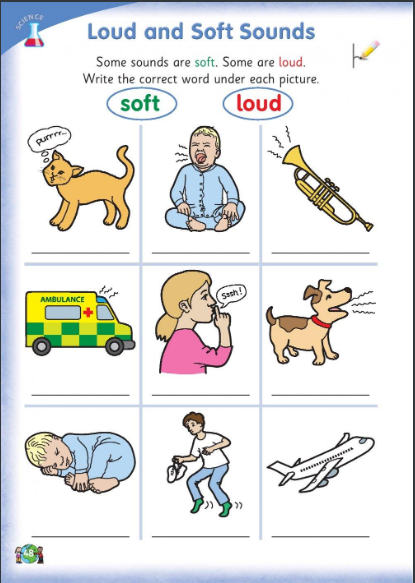 SCIENCE
Loud and Soft Sounds
Some sounds are soft. Some are loud.
Write the correct word under each picture.
soft
loud
purrrr...
AMBULANCE
Sssh!